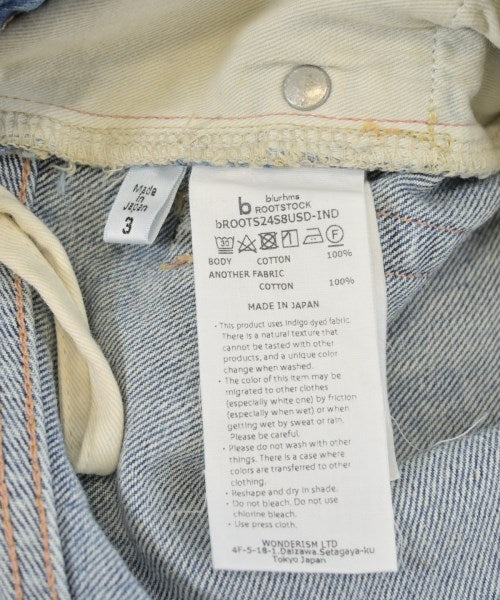 Made
in
Japan
3
b blurhms
ROOTSTOCK
bROOTS24S8USD-IND
BODY COTTON 100%
ANOTHER FABRIC
COTTON 100%
MADE IN JAPAN
・This product uses indigo dyed fabric.
There is a natural texture that
cannot be tasted with other
products, and a unique color
change when washed.
・The color of this item may be
migrated to other clothes
(especially white one) by friction
(especially when wet) or when
getting wet by sweat or rain.
Please be careful.
・Please do not wash with other
things. There is a case where
colors are transferred to other
clothing.
・Reshape and dry in shade.
・Do not bleach. Do not use
chlorine bleach.
・Use press cloth.
WONDERISM LTD
4F-5-18-1.Daizawa.Setagaya-ku
Tokyo Japan